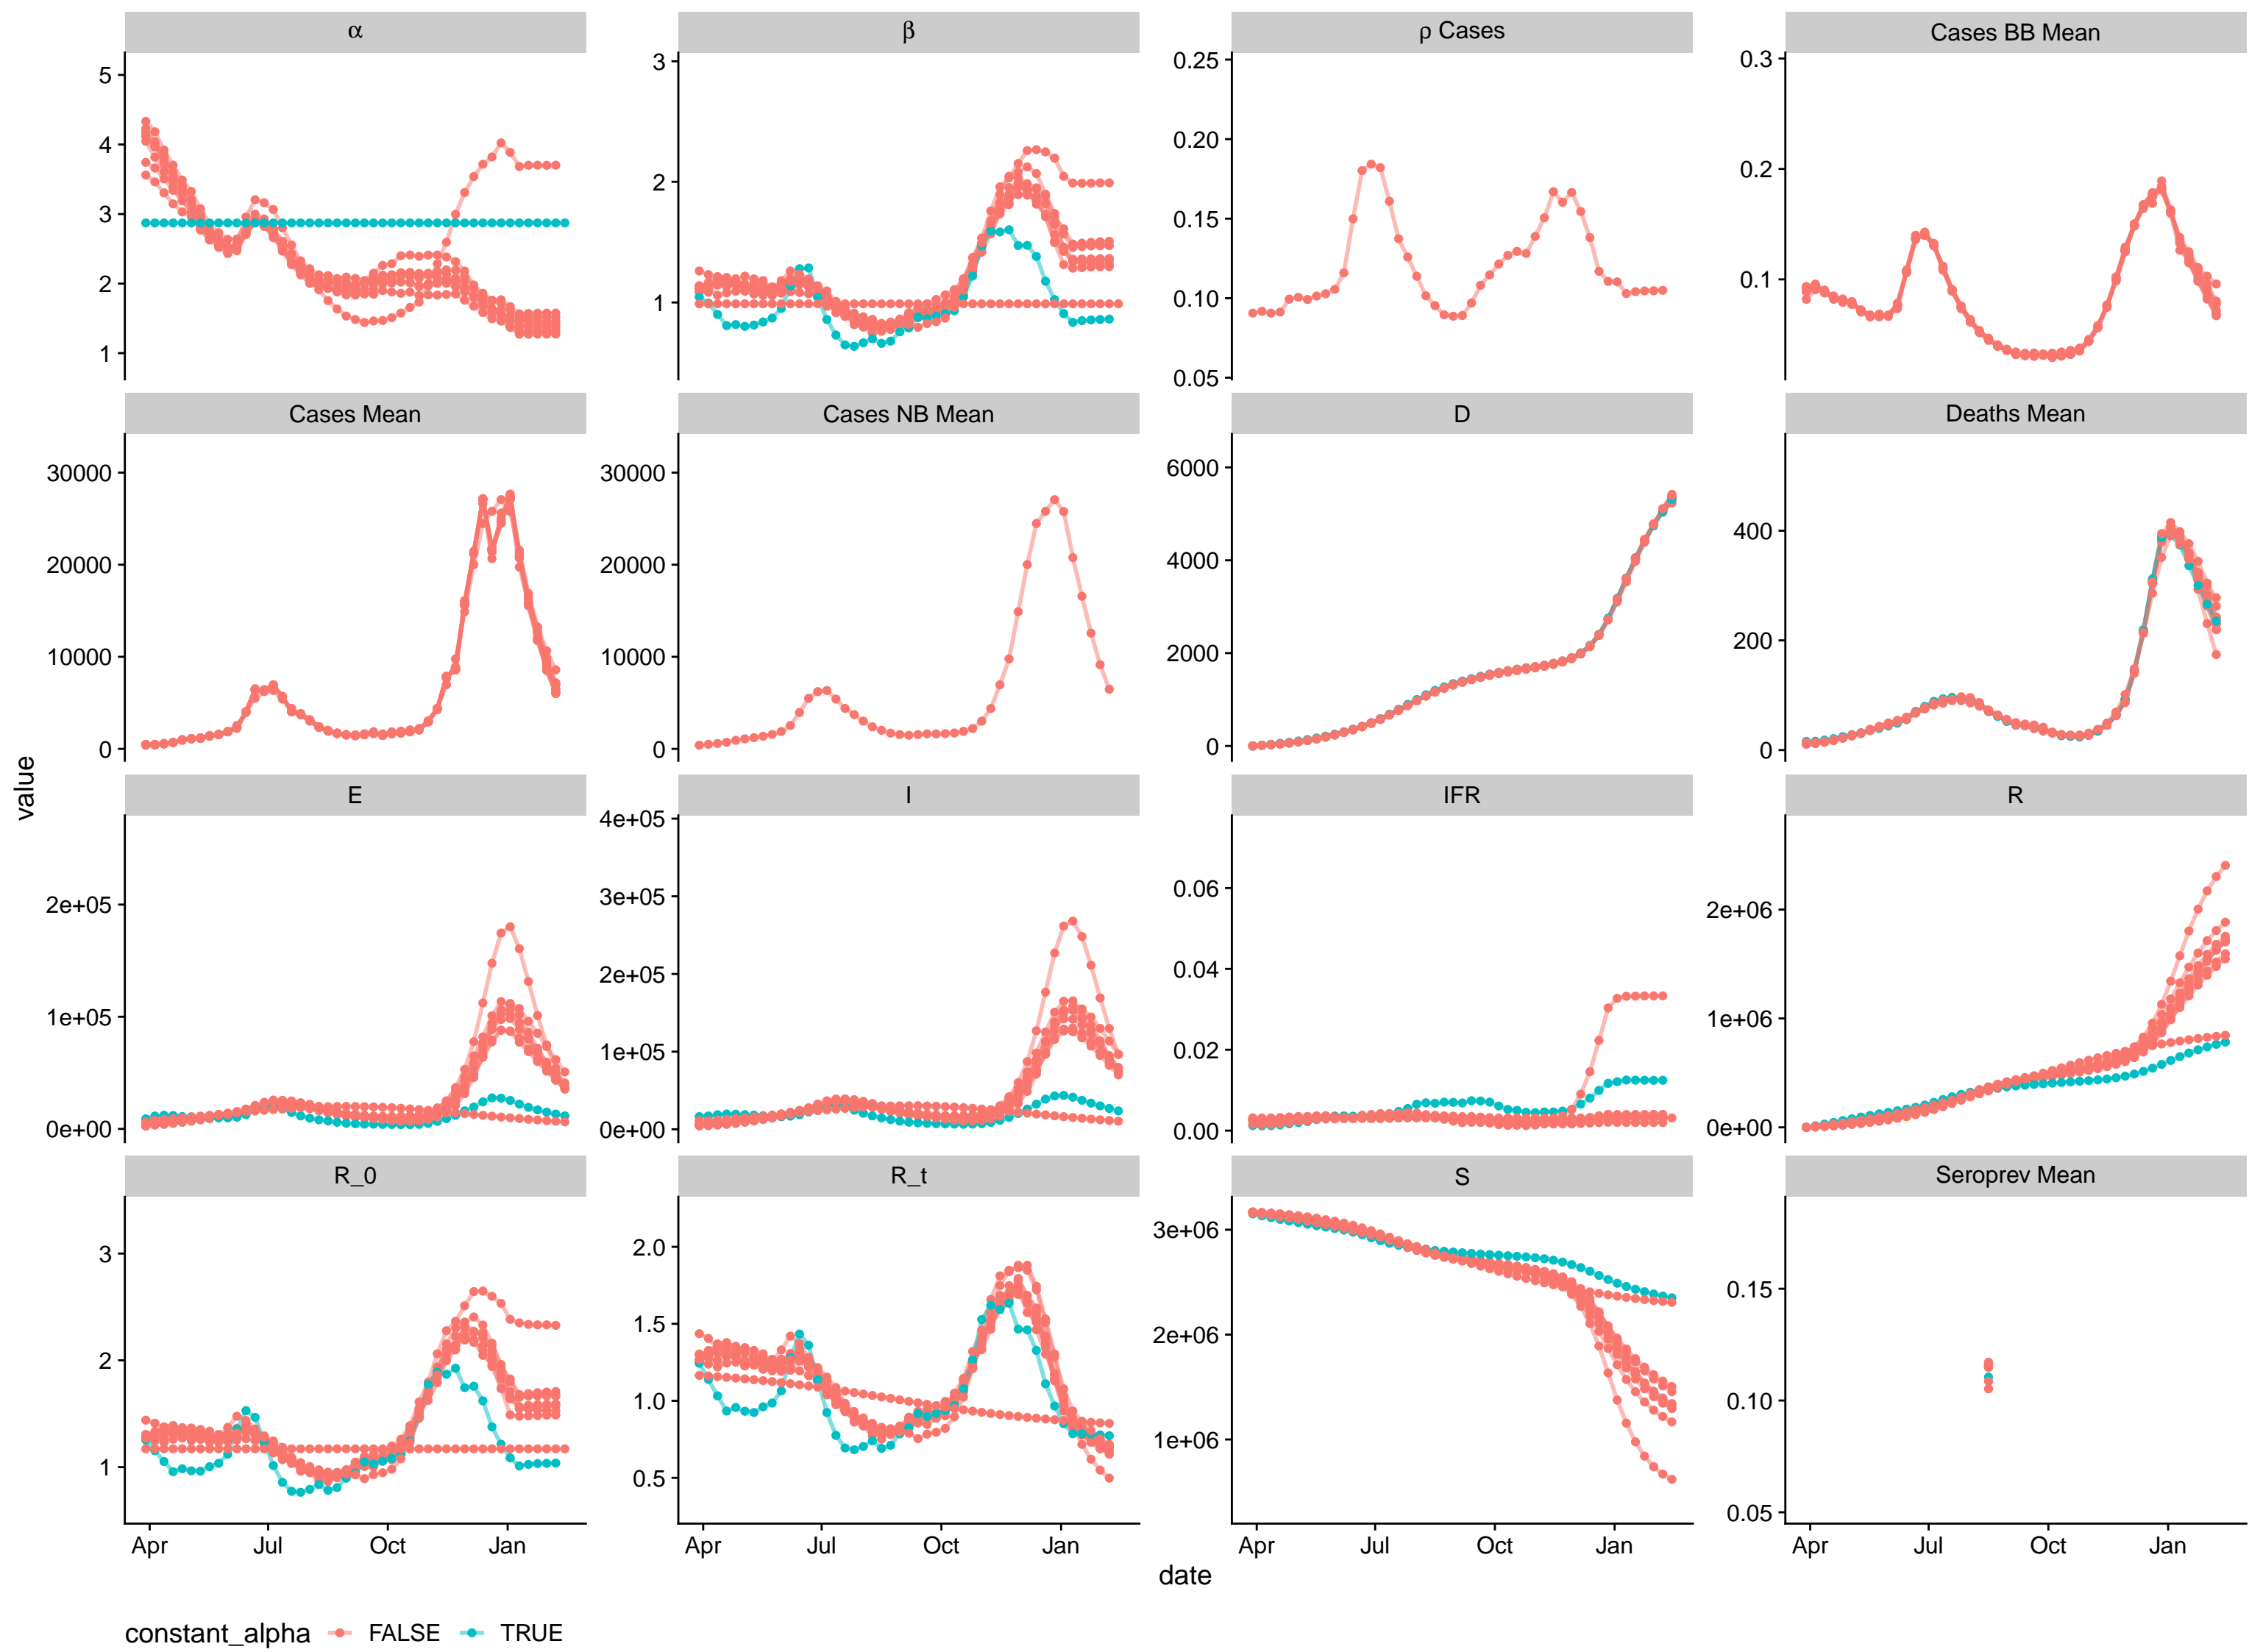 α
β
ρ Cases
Cases BB Mean
5
4
3
2
1
3
2
1
0.25
0.20
0.15
0.10
0.05
0.3
0.2
0.1
Cases Mean
Cases NB Mean
D
Deaths Mean
30000
20000
10000
0
30000
20000
10000
0
6000
4000
2000
0
400
200
0
value
E
I
IFR
R
2e+05
1e+05
0e+00
4e+05
3e+05
2e+05
1e+05
0e+00
0.06
0.04
0.02
0.00
2e+06
1e+06
0e+00
R_0
R_t
S
Seroprev Mean
3
2
1
2.0
1.5
1.0
0.5
3e+06
2e+06
1e+06
0.15
0.10
0.05
Apr Jul Oct Jan
Apr Jul Oct Jan
Apr Jul Oct Jan
Apr Jul Oct Jan
date
constant_alpha FALSE TRUE